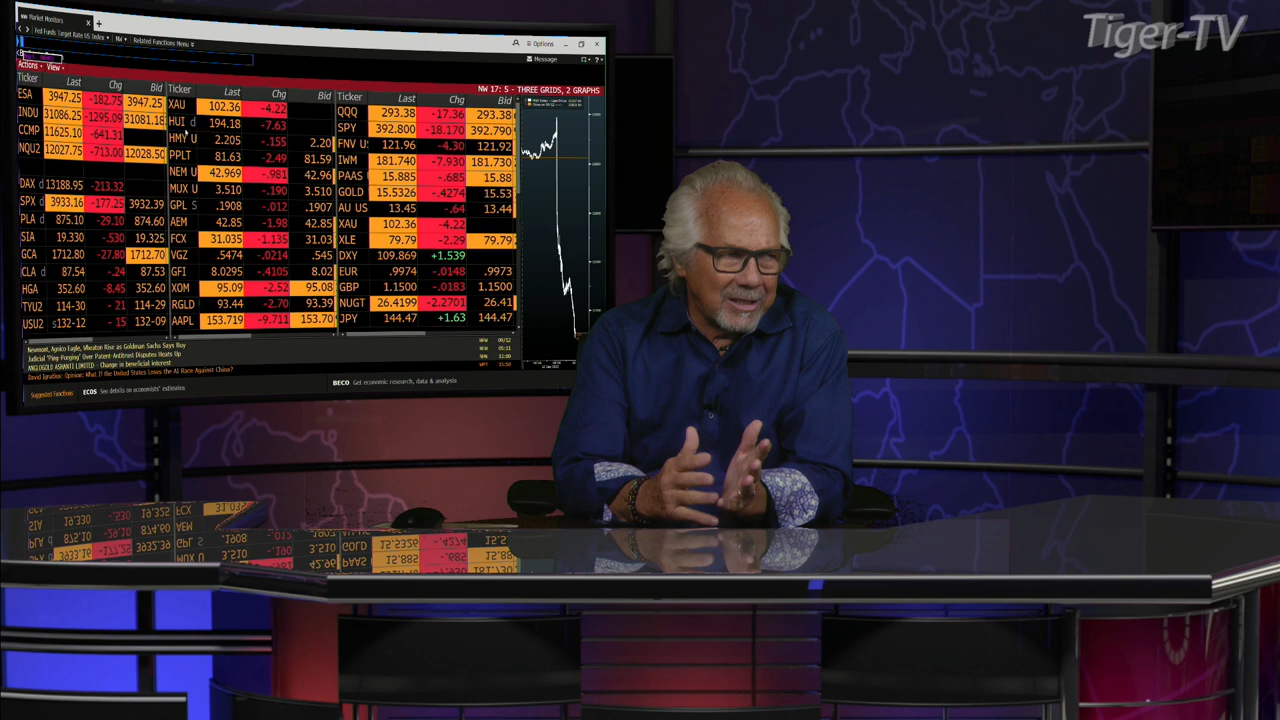 Tiger-TV
Market Monitors
Fed Funds Target Rate US Index NW Related Functions Menu
Options
Message
Actions View
NW 17: 5 - THREE GRIDS, 2 GRAPHS
Ticker Last Chg Bid Ticker Last Chg Bid Ticker Last Chg Bid
ESA 3947.25 -182.75 3947.25 XAU 102.36 -4.22 QQQ 293.38 -17.36 293.38
INDU 31086.25 -1295.09 31081.18 HUI d 194.18 -7.63 SPY 392.800 -18.170 392.790
CCMP 11625.10 -641.31 HMY U 2.205 -.155 2.20 FNV U 121.96 -4.30 121.92
NQU2 12027.75 -713.00 12028.50 PPLT 81.63 -2.49 81.59 IWM 181.740 -7.930 181.730
NEM U 42.969 -.981 42.96 PAAS 15.885 -.685 15.88
DAX d 13188.95 -213.32 MUX U 3.510 -.190 3.510 GOLD 15.5326 -.4274 15.53
SPX d 3933.16 -177.25 3932.39 GPL S .1908 -.012 .1907 AU US 13.45 -.64 13.44
PLA d 875.10 -29.10 874.60 AEM 42.85 -1.98 42.85 XAU 102.36 -4.22
SIA 19.330 -.530 19.325 FCX 31.035 -1.135 31.03 XLE 79.79 -2.29 79.79
GCA 1712.80 -27.80 1712.70 VGZ .5474 -.0214 .545 DXY 109.869 +1.539
CLA d 87.54 -.24 87.53 GFI 8.0295 -.4105 8.02 EUR .9974 -.0148 .9973
HGA 352.60 -8.45 352.60 XOM 95.09 -2.52 95.08 GBP 1.1500 -.0183 1.1500
TYU2 114-30 - 21 114-29 RGLD 93.44 -2.70 93.39 NUGT 26.4199 -2.2701 26.41
USU2 s132-12 - 15 132-09 AAPL 153.719 -9.711 153.70 JPY 144.47 +1.63 144.47
Newmont, Agnico Eagle, Wheaton Rise as Goldman Sachs Says Buy
Judicial "Ping-Ponging" Over Patent-Antitrust Disputes Heats Up
ANGLOGOLD ASHANTI LIMITED - Change in beneficial interest
David Ignatius: Opinion: What if the United States loses the AI Race Against China?
Suggested Functions ECOS See details on economists' estimates BECO Get economic research, data & analysis